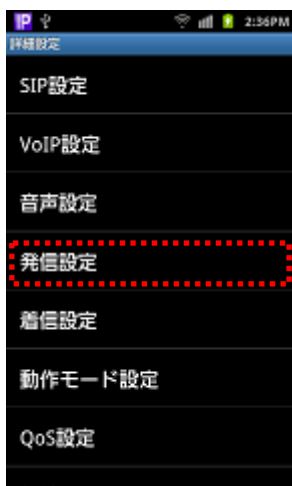 IP 2:36PM
詳細設定
SIP設定
VoIP設定
音声設定
発信設定
着信設定
動作モード設定
QoS設定